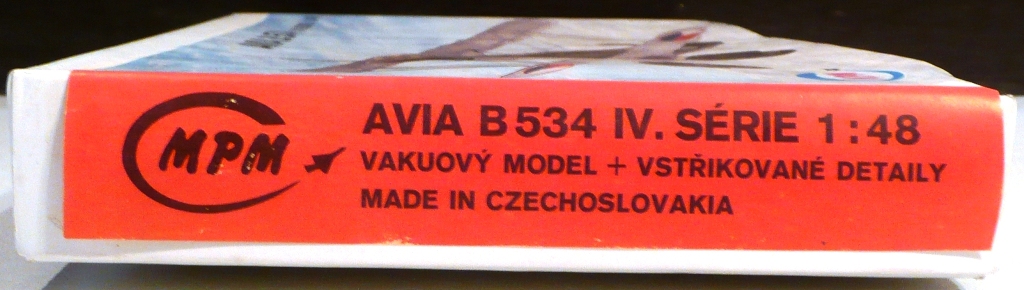 MPM
AVIA B534 IV. SÉRIE 1:48
VAKUOVÝ MODEL + VSTŘIKOVANÉ DETAILY
MADE IN CZECHOSLOVAKIA